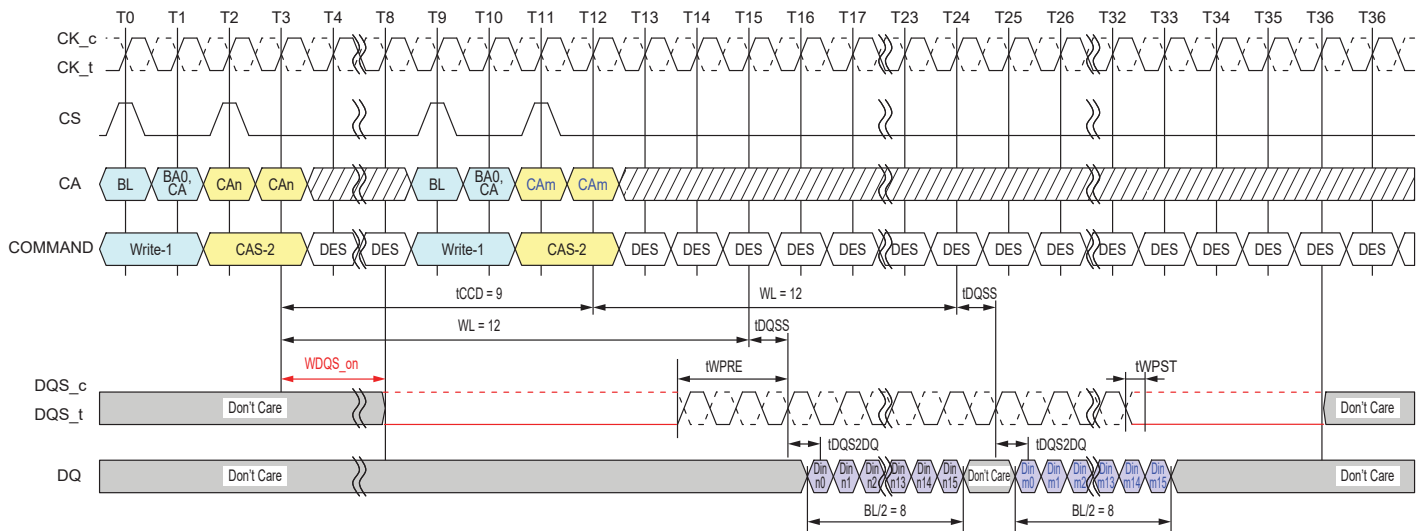 T0 T1 T2 T3 T4 T8 T9 T10 T11 T12 T13 T14 T15 T16 T17 T23 T23 T24 T25 T26 T32 T33 T34 T35 T36 T36
CK_c
CK_t
CS
CA BL BA0, CA CAn CAn BL BA0, CA CAm CAm
COMMAND Write-1 CAS-2 DES DES Write-1 CAS-2 DES DES DES DES DES DES DES DES DES DES DES DES DES DES DES
tCCD = 9 WL = 12 tDQSS
WL = 12 tDQSS
WDQS_on tWPRE tWPST
DQS_c
DQS_t Don't Care Don't Care
tDQS2DQ tDQS2DQ
DQ Don't Care Din n0 Din n1 Din n2 Din n13 Din n14 Din n15 Don't Care Din m0 Din m1 Din m2 Din m13 Din m14 Din m15 Don't Care
BL/2 = 8 BL/2 = 8